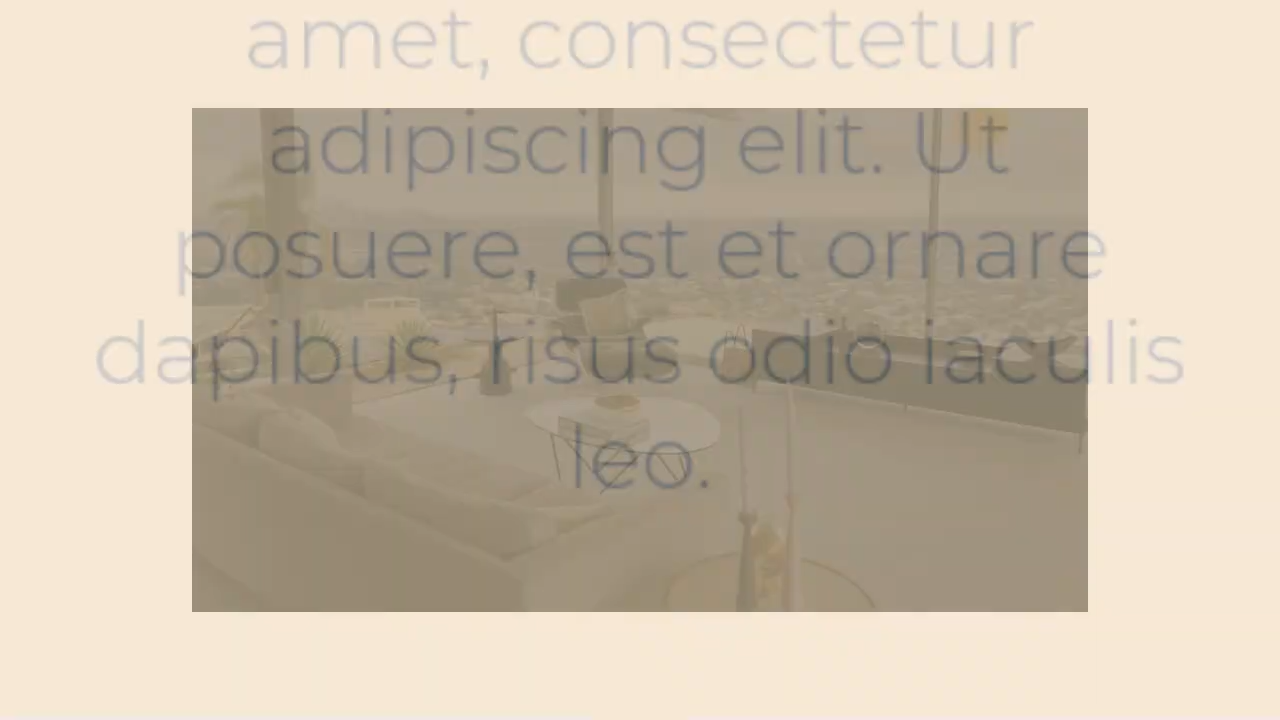 amet, consectetur
adipiscing elit. Ut
posuere, est et ornare
dapibus, risus odio iaculis
leo.